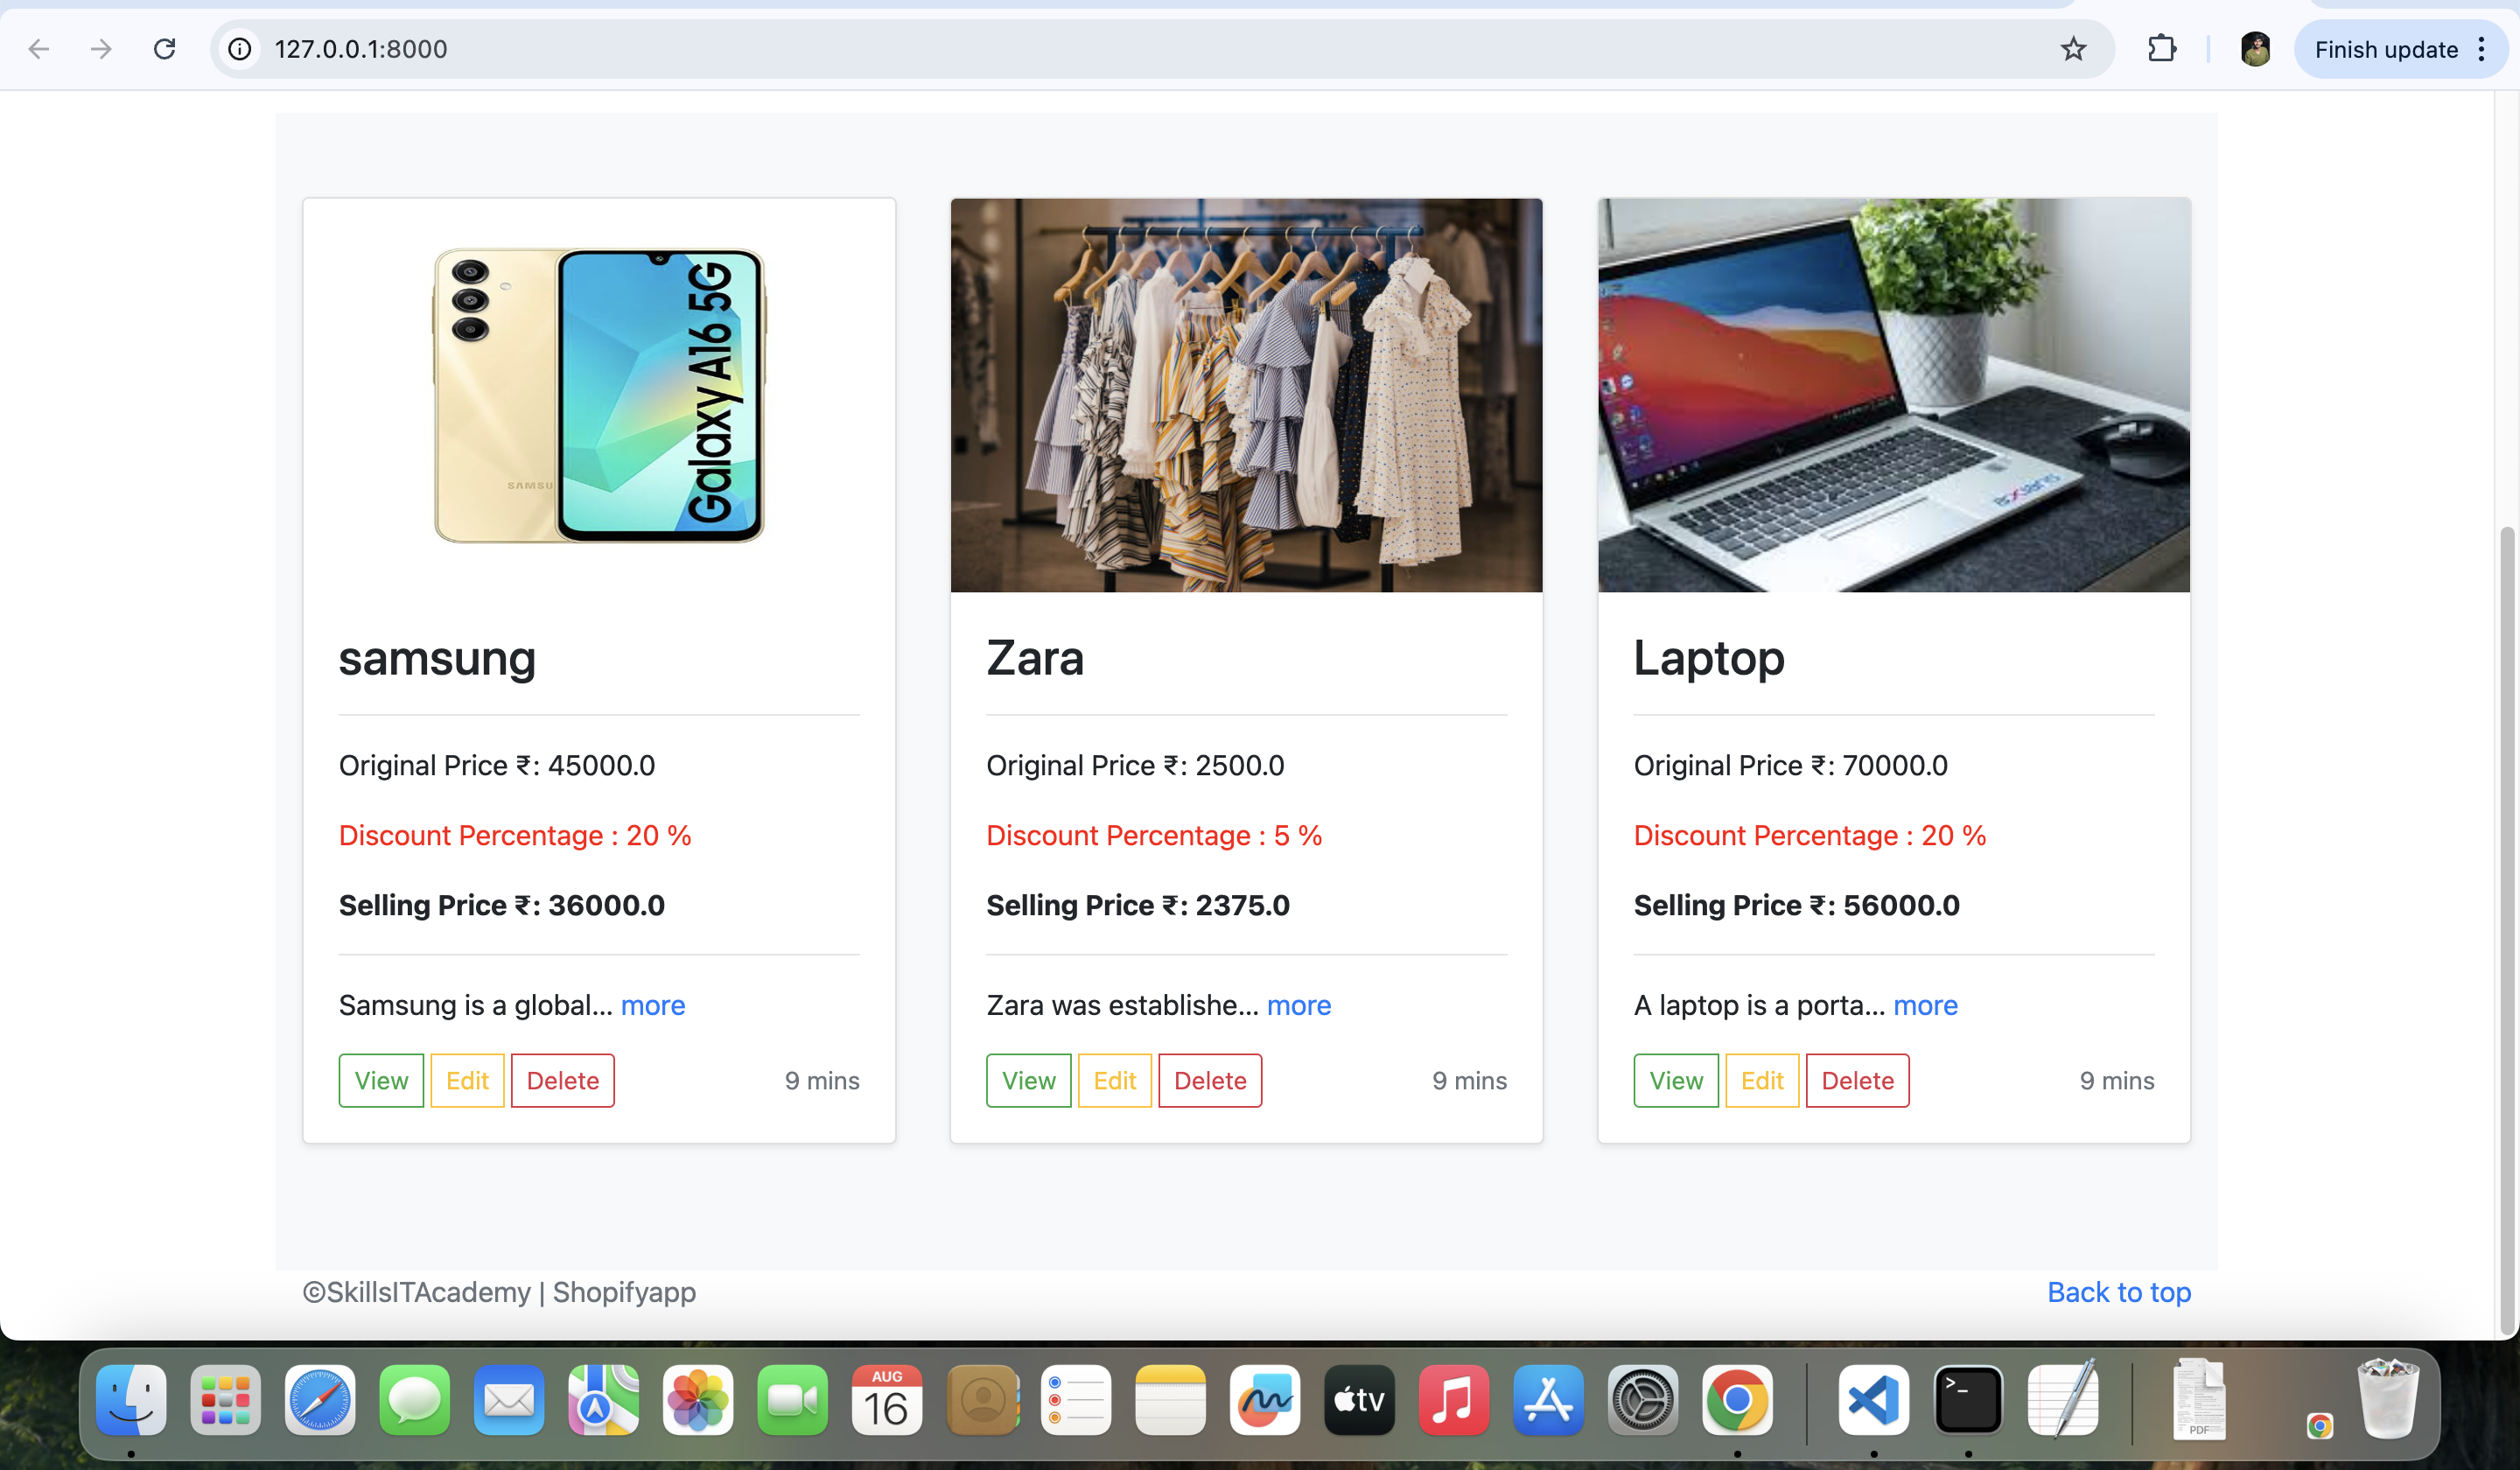 127.0.0.1:8000
Finish update
SAMSU
Galaxy A16 5G
samsung
Original Price ₹: 45000.0
Discount Percentage : 20 %
Selling Price ₹: 36000.0
Samsung is a global... more
View Edit Delete 9 mins
Zara
Original Price ₹: 2500.0
Discount Percentage : 5 %
Selling Price ₹: 2375.0
Zara was establishe... more
View Edit Delete 9 mins
Laptop
Original Price ₹: 70000.0
Discount Percentage : 20 %
Selling Price ₹: 56000.0
A laptop is a porta... more
View Edit Delete 9 mins
©SkillsITAcademy | Shopifyapp
Back to top
AUG
16
tv
>_
PDF